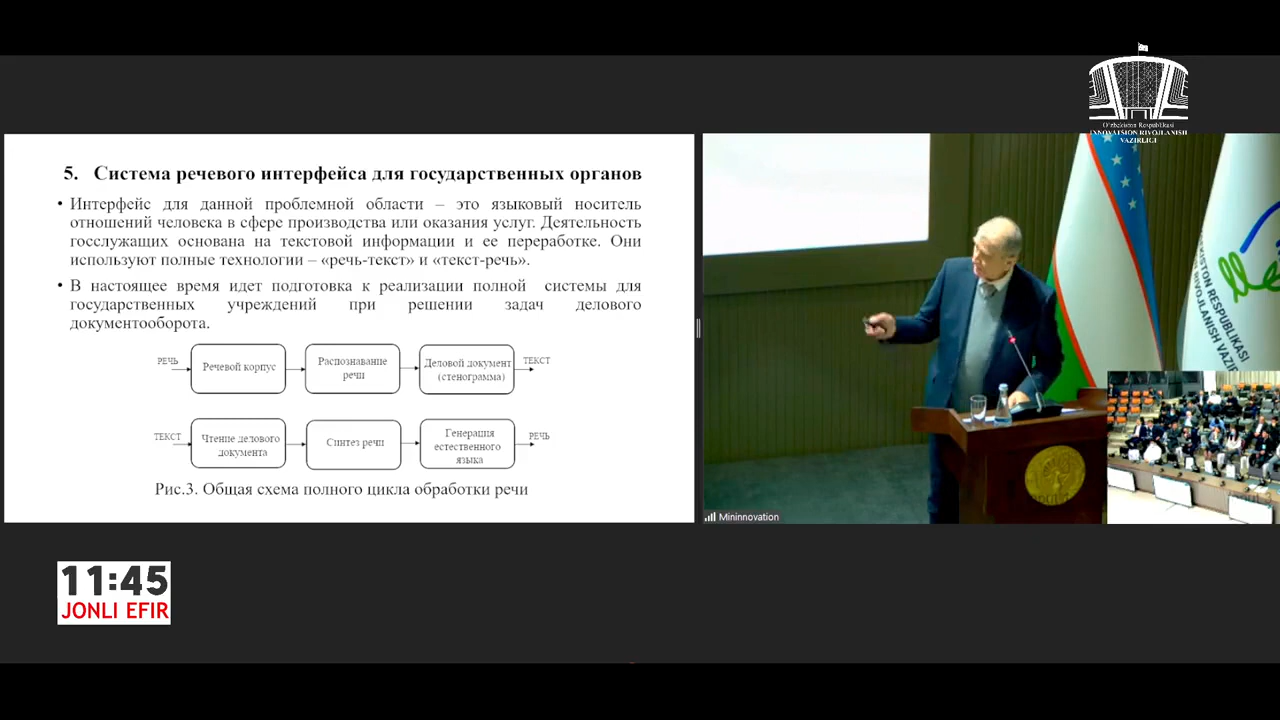 O'zbekiston Respublikasi
INNOVATSION RIVOJLANISH
VAZIRLIGI
5. Система речевого интерфейса для государственных органов
• Интерфейс для данной проблемной области – это языковый носитель
отношений человека в сфере производства или оказания услуг. Деятельность
госслужащих основана на текстовой информации и ее переработке. Они
используют полные технологии – «речь-текст» и «текст-речь».
• В настоящее время идет подготовка к реализации полной системы для
государственных учреждений при решении задач делового
документооборота.
РЕЧЬ
Речевой корпус
Распознавание
речи
Деловой документ
(стенограмма)
ТЕКСТ
ТЕКСТ
Чтение делового
документа
Синтез речи
Генерация
естественного
языка
РЕЧЬ
Рис.3. Общая схема полного цикла обработки речи
RESPUBLIKASI
RIVOJLANISH VAZIR
Mininnovation
11:45
JONLI EFIR